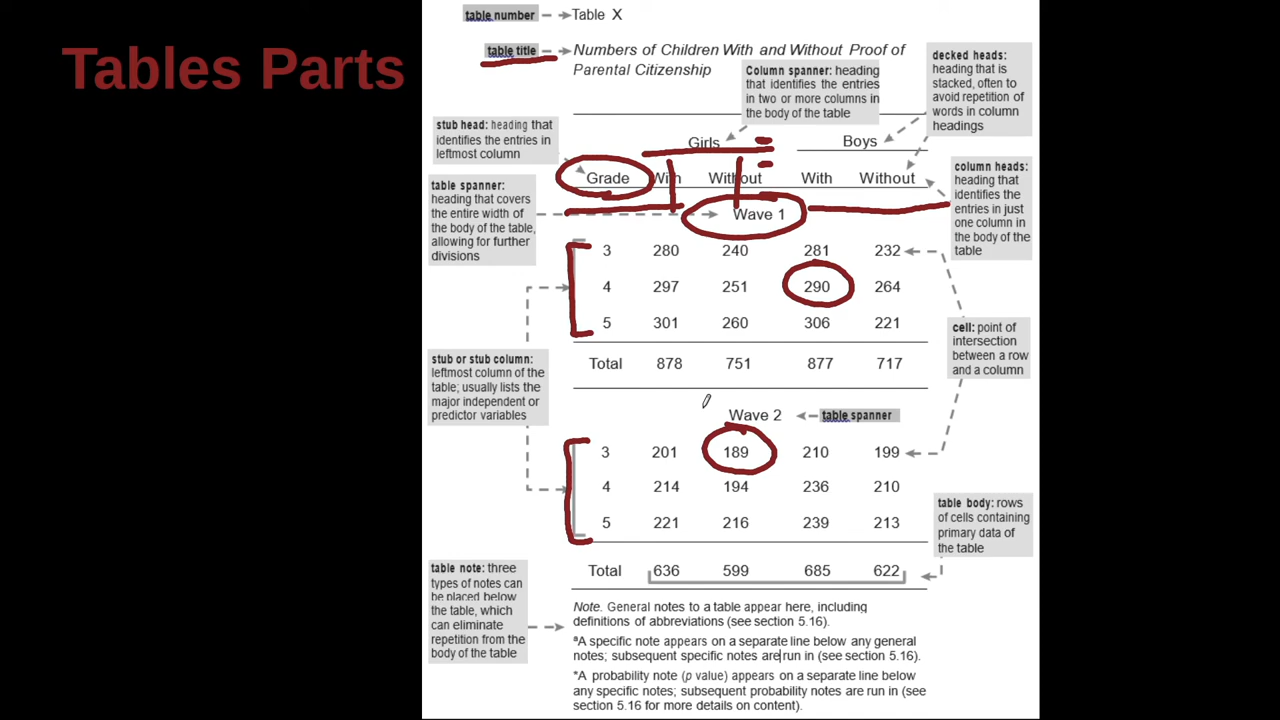 Tables Parts
table number
Table X
table title
Numbers of Children With and Without Proof of
Parental Citizenship
decked heads:
heading that is
stacked, often to
avoid repetition of
words in column
headings
Column spanner: heading
that identifies the entries
in two or more columns in
the body of the table
stub head: heading that
identifies the entries in
leftmost column
Girls
Boys
Grade With Without With Without
column heads:
heading that
identifies the
entries in just
one column in
the body of the
table
table spanner:
heading that covers
the entire width of
the body of the table,
allowing for further
divisions
Wave 1
3 280 240 281 232
4 297 251 290 264
5 301 260 306 221
Total 878 751 877 717
cell: point of
intersection
between a row
and a column
stub or stub column:
leftmost column of the
table; usually lists the
major independent or
predictor variables
Wave 2
table spanner
3 201 189 210 199
4 214 194 236 210
5 221 216 239 213
Total 636 599 685 622
table body: rows
of cells containing
primary data of
the table
table note: three
types of notes can
be placed below
the table, which
can eliminate
repetition from the
body of the table
Note. General notes to a table appear here, including
definitions of abbreviations (see section 5.16).
ᵃA specific note appears on a separate line below any general
notes; subsequent specific notes are run in (see section 5.16).
*A probability note (p value) appears on a separate line below
any specific notes; subsequent probability notes are run in (see
section 5.16 for more details on content).